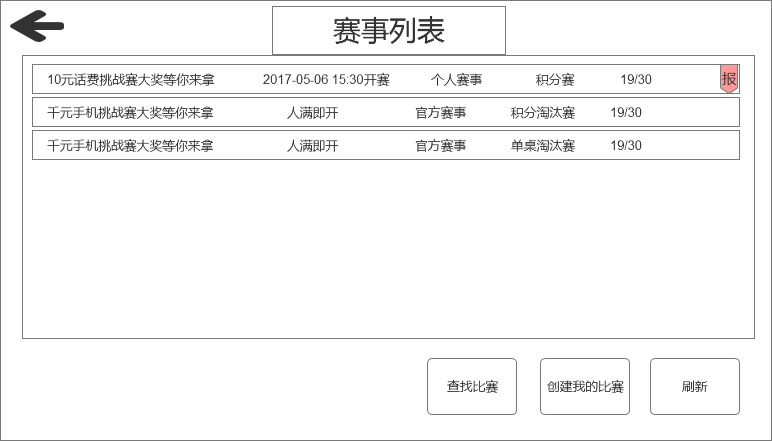 赛事列表
10元话费挑战赛大奖等你来拿 2017-05-06 15:30开赛 个人赛事 积分赛 19/30 报
千元手机挑战赛大奖等你来拿 人满即开 官方赛事 积分淘汰赛 19/30
千元手机挑战赛大奖等你来拿 人满即开 官方赛事 单桌淘汰赛 19/30
查找比赛 创建我的比赛 刷新